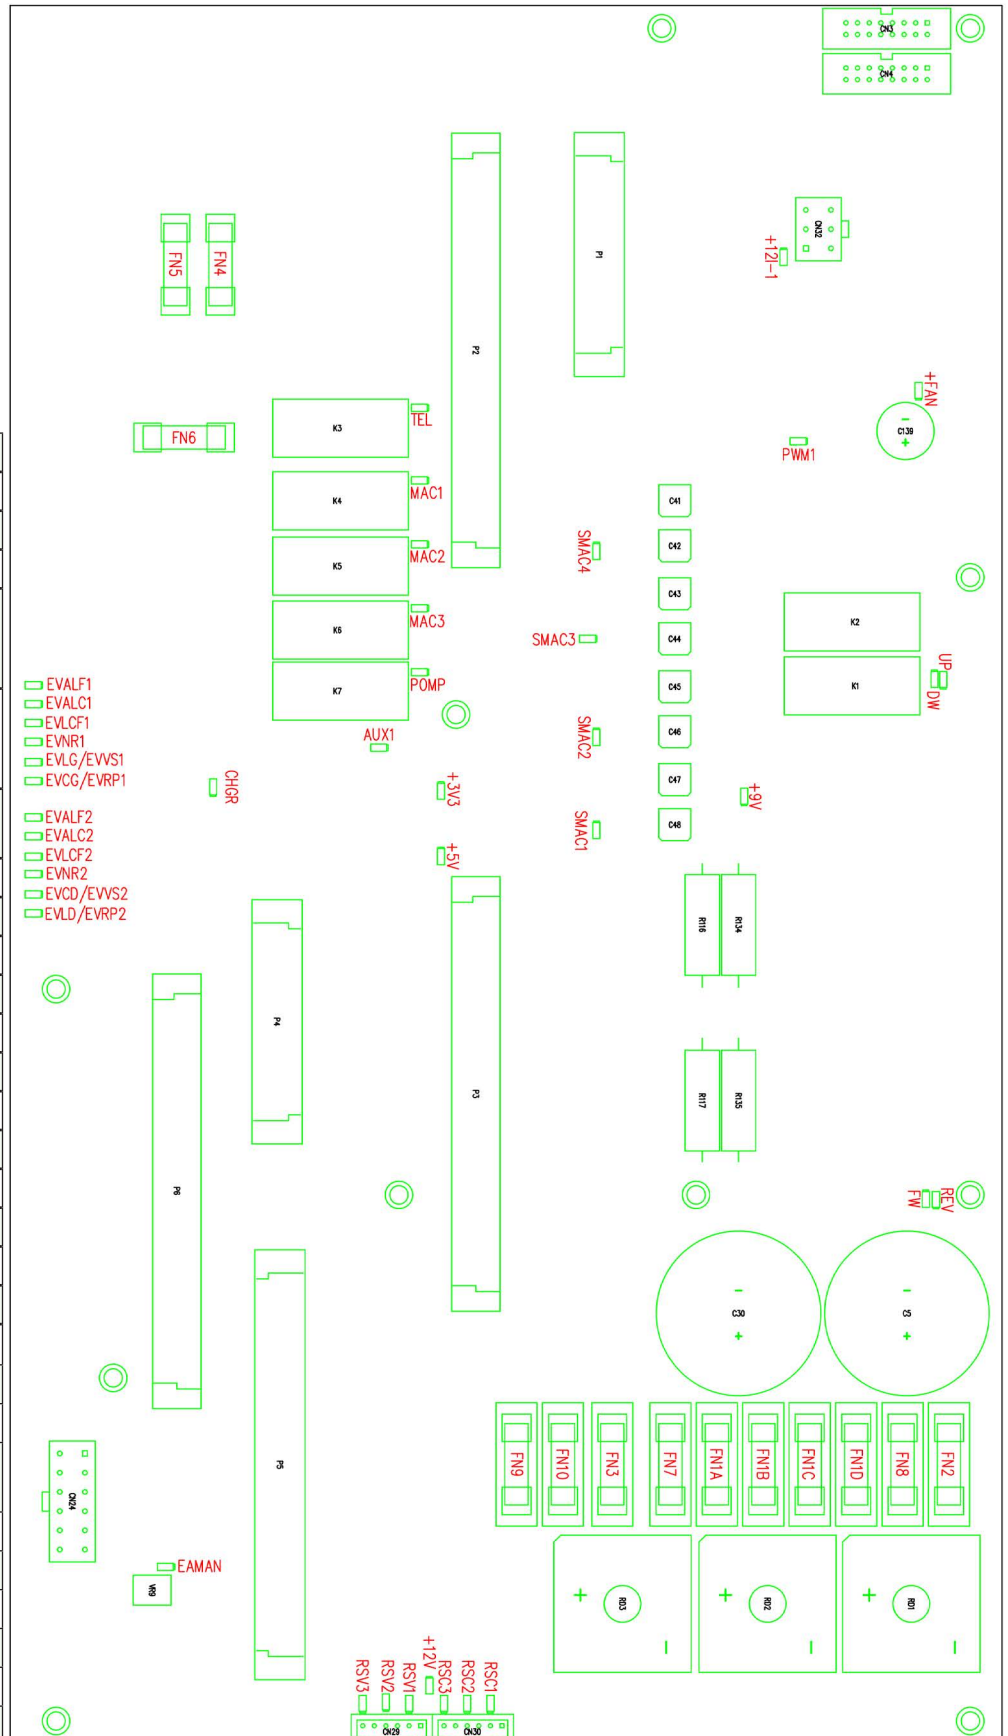 CN3
CN4
CN32
+12I-1
P1
P2
FN5
FN4
+FAN
C139
PWM1
FN6
K3
TEL
K4
MAC1
K5
MAC2
K6
MAC3
K7
POMP
C41
C42
C43
C44
C45
C46
C47
C48
SMAC4
SMAC3
SMAC2
SMAC1
K2
K1
UP
DW
+9V
AUX1
+3V3
+5V
CHGR
EVALF1
EVALC1
EVLCF1
EVNR1
EVLG/EVVS1
EVCG/EVRP1
EVALF2
EVALC2
EVLCF2
EVNR2
EVCD/EVVS2
EVLD/EVRP2
R116
R134
R117
R135
P4
P3
P6
P5
REV
FW
C30
-
+
C5
-
+
FN9
FN10
FN3
FN7
FN1A
FN1B
FN1C
FN1D
FN8
FN2
CN24
EAMAN
VR9
RD3
+
-
RD2
+
-
RD1
+
-
RSV3
RSV2
RSV1
+12V
RSC3
RSC2
RSC1
CN29
CN30